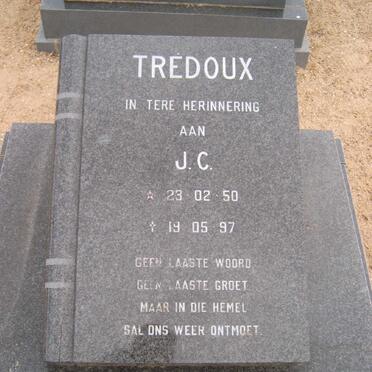 TREDOUX
IN TERE HERINNERING
AAN
J.C.
☆ 23-02-50
✝ 19-05-97
GEEN LAASTE WOORD
GEEN LAASTE GROET
MAAR IN DIE HEMEL
SAL ONS WEER ONTMOET